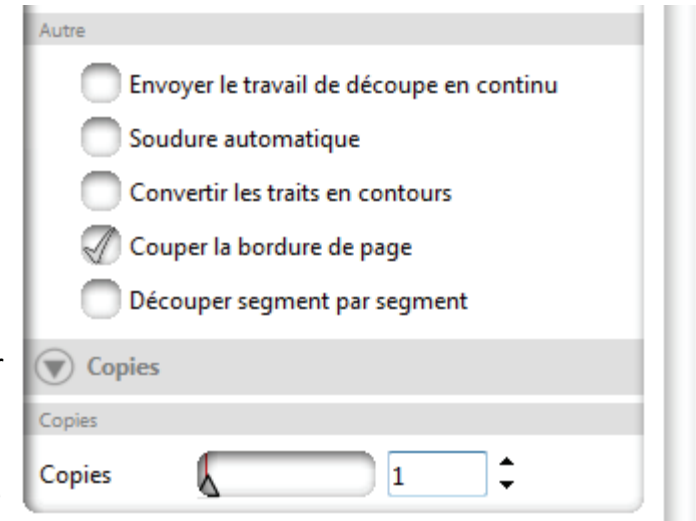 Autre
Envoyer le travail de découpe en continu
Soudure automatique
Convertir les traits en contours
Couper la bordure de page
Découper segment par segment
Copies
Copies
Copies 1